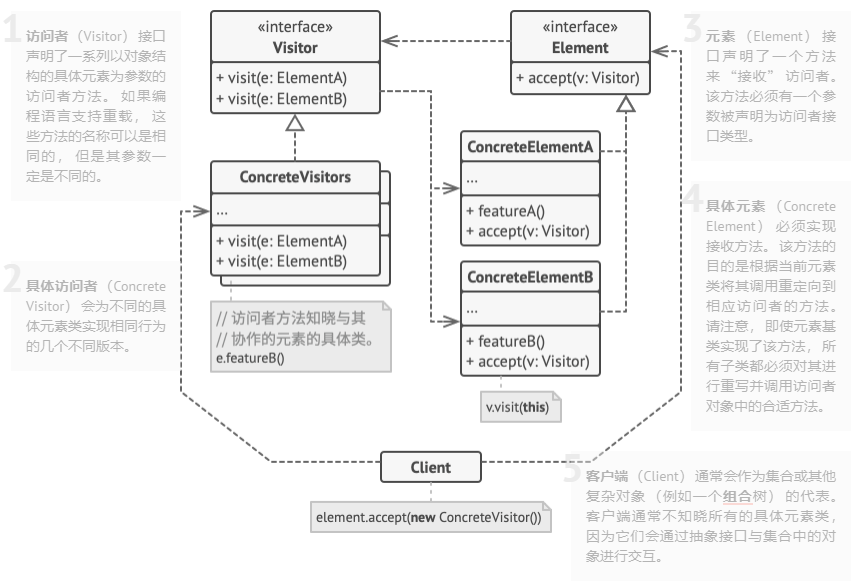 1
访问者（Visitor）接口
声明了一系列以对象结
构的具体元素为参数的
访问者方法。 如果编
程语言支持重载， 这
些方法的名称可以是相
同的， 但是其参数一
定是不同的。
«interface»
Visitor
+ visit(e: ElementA)
+ visit(e: ElementB)
«interface»
Element
+ accept(v: Visitor)
3
元素 （Element） 接
口声明了一个方法
来 “接收” 访问者。
该方法必须有一个参
数被声明为访问者接
口类型。
ConcreteVisitors
...
+ visit(e: ElementA)
+ visit(e: ElementB)
ConcreteElementA
...
+ featureA()
+ accept(v: Visitor)
4
具体元素 （Concrete
Element） 必须实现
接收方法。 该方法的
目的是根据当前元素
类将其调用重定向到
相应访问者的方法。
请注意， 即使元素基
类实现了该方法， 所
有子类都必须对其进
行重写并调用访问者
对象中的合适方法。
2
具体访问者 （Concrete
Visitor） 会为不同的具
体元素类实现相同行为
的几个不同版本。
// 访问者方法知晓与其
// 协作的元素的具体类。
e.featureB()
ConcreteElementB
...
+ featureB()
+ accept(v: Visitor)
v.visit(this)
Client
element.accept(new ConcreteVisitor())
5
客户端 （Client） 通常会作为集合或其他
复杂对象 （例如一个组合树） 的代表。
客户端通常不知晓所有的具体元素类，
因为它们会通过抽象接口与集合中的对
象进行交互。